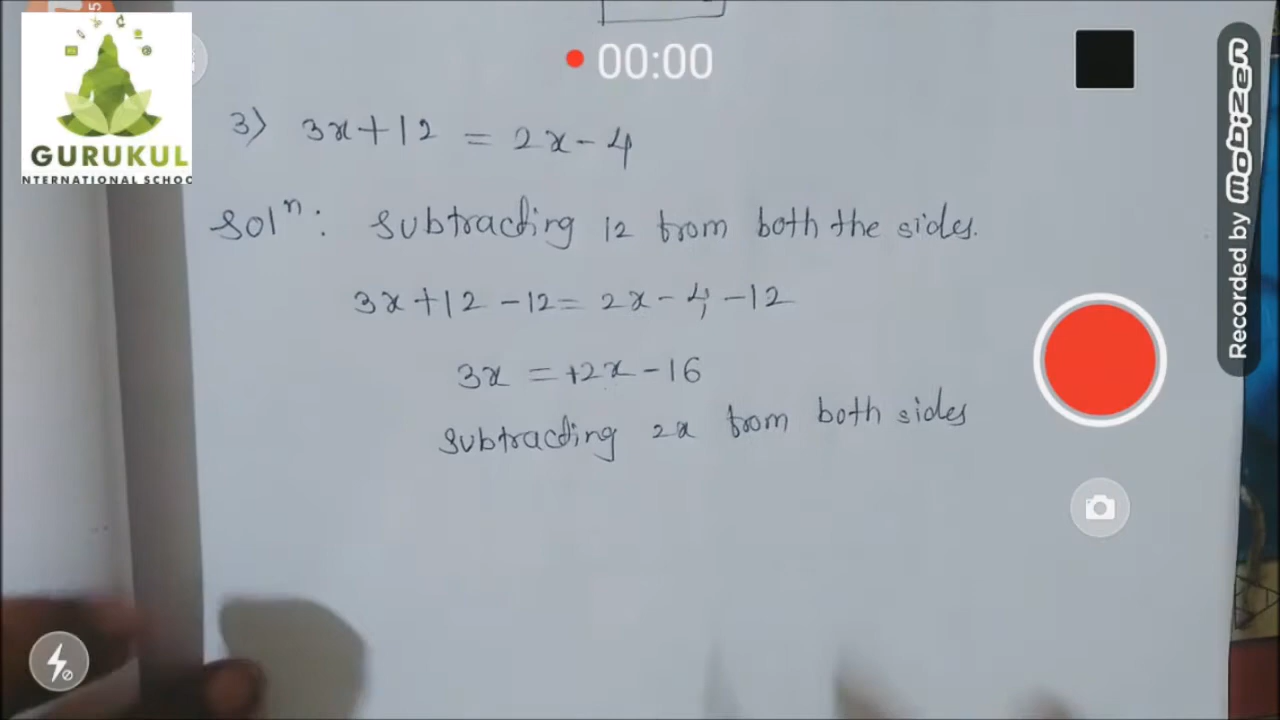 00:00
GURUKUL
NTERNATIONAL SCHOO
3) 3x+12 = 2x-4
Solⁿ: Subtracting 12 from both the sides.
3x+12-12= 2x-4-12
3x = +2x-16
Subtracting 2x from both sides
Recorded by mobizen